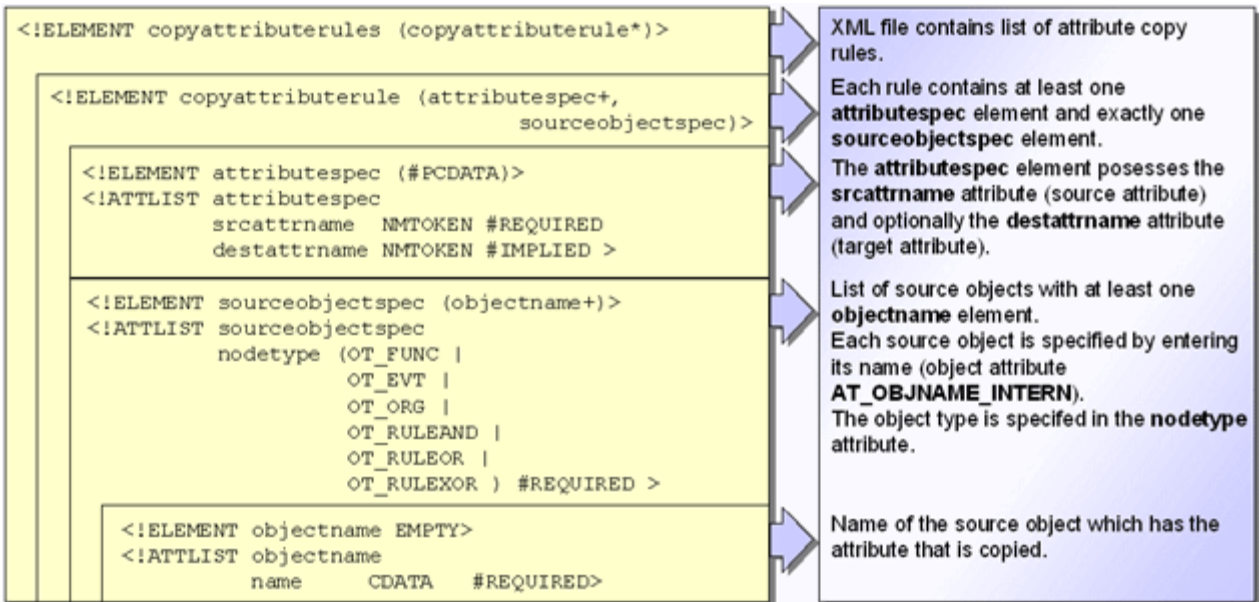 <!ELEMENT copyattributerules (copyattributerule*)>
<!ELEMENT copyattributerule (attributespec+,
sourceobjectspec)>
<!ELEMENT attributespec (#PCDATA)>
<!ATTLIST attributespec
srcattrname NMTOKEN #REQUIRED
destattrname NMTOKEN #IMPLIED >
<!ELEMENT sourceobjectspec (objectname+)>
<!ATTLIST sourceobjectspec
nodetype (OT_FUNC |
OT_EVT |
OT_ORG |
OT_RULEAND |
OT_RULEOR |
OT_RULEXOR ) #REQUIRED >
<!ELEMENT objectname EMPTY>
<!ATTLIST objectname
name CDATA #REQUIRED>
XML file contains list of attribute copy
rules.
Each rule contains at least one
attributespec element and exactly one
sourceobjectspec element.
The attributespec element posesses the
srcattrname attribute (source attribute)
and optionally the destattrname attribute
(target attribute).
List of source objects with at least one
objectname element.
Each source object is specified by entering
its name (object attribute
AT_OBJNAME_INTERN).
The object type is specifed in the nodetype
attribute.
Name of the source object which has the
attribute that is copied.